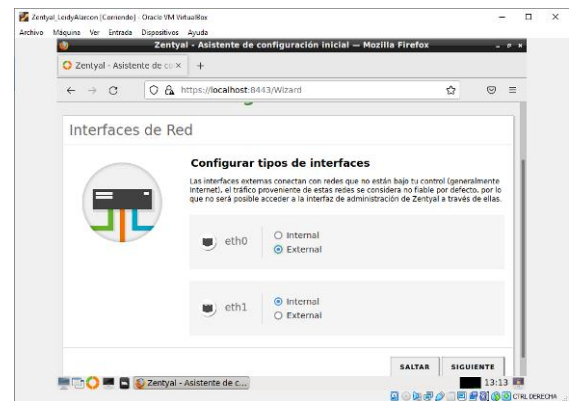 Zentyal_LeidyAlarcon [Corriendo] - Oracle VM VirtualBox
Archivo Máquina Ver Entrada Dispositivos Ayuda
Zentyal - Asistente de configuración inicial — Mozilla Firefox
Zentyal - Asistente de co
https://localhost:8443/Wizard
Interfaces de Red
Configurar tipos de interfaces
Las interfaces externas conectan con redes que no están bajo tu control (generalmente
Internet), el tráfico proveniente de estas redes se considera no fiable por defecto, por lo
que no será posible acceder a la interfaz de administración de Zentyal a través de ellas.
eth0
Internal
External
eth1
Internal
External
SALTAR SIGUIENTE
Zentyal - Asistente de c... 13:13
CTRL DERECHA